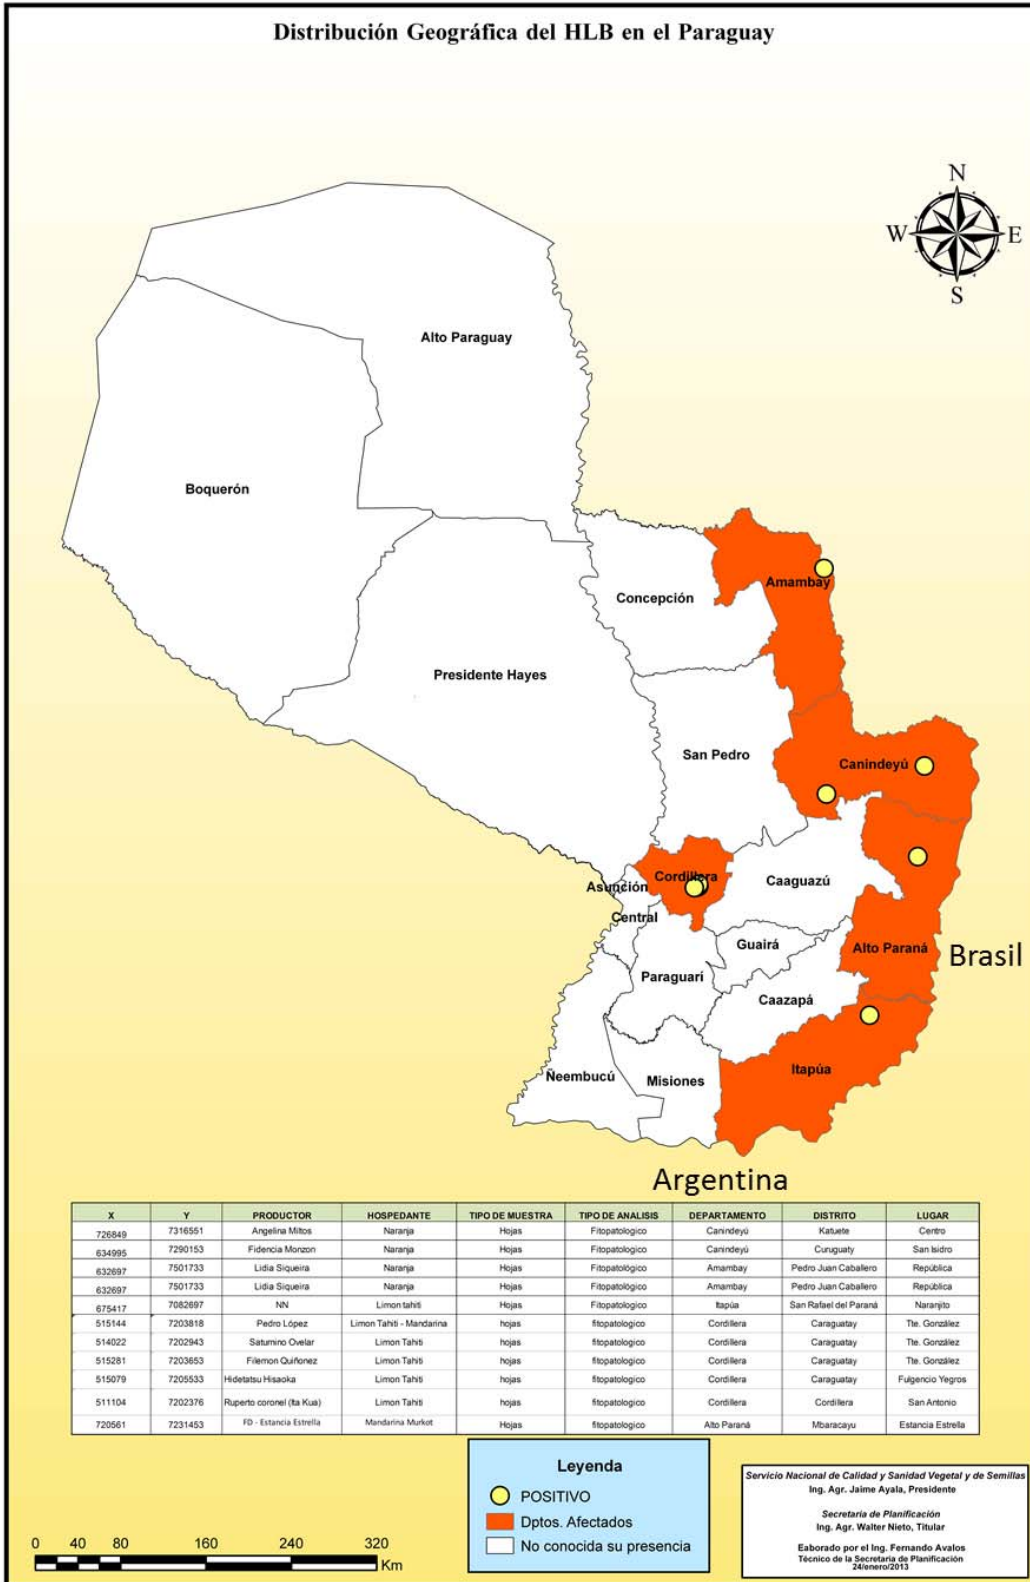 Distribución Geográfica del HLB en el Paraguay
N
W E
S
Alto Paraguay
Boquerón
Amambay
Concepción
Presidente Hayes
San Pedro
Canindeyú
Cordillera
Caaguazú
Asunción
Central
Guairá
Alto Paraná
Brasil
Paraguarí
Caazapá
Itapúa
Ñeembucú
Misiones
Argentina
X Y PRODUCTOR HOSPEDANTE TIPO DE MUESTRA TIPO DE ANALISIS DEPARTAMENTO DISTRITO LUGAR
726849 7316551 Angelina Miltos Naranja Hojas Fitopatologico Canindeyú Katuete Centro
634995 7290153 Fidencia Monzon Naranja Hojas Fitopatologico Canindeyú Curuguaty San Isidro
632697 7501733 Lidia Siqueira Naranja Hojas Fitopatológico Amambay Pedro Juan Caballero República
632697 7501733 Lidia Siqueira Naranja Hojas Fitopatológico Amambay Pedro Juan Caballero República
675417 7082697 NN Limon tahiti Hojas Fitopatologico Itapúa San Rafael del Paraná Naranjito
515144 7203818 Pedro López Limon Tahiti - Mandarina hojas fitopatologico Cordillera Caraguatay Tte. González
514022 7202943 Saturnino Ovelar Limon Tahiti hojas fitopatologico Cordillera Caraguatay Tte. González
515281 7203653 Filemon Quiñonez Limon Tahiti hojas fitopatologico Cordillera Caraguatay Tte. González
515079 7205533 Hidetatsu Hisaoka Limon Tahiti hojas fitopatologico Cordillera Caraguatay Fulgencio Yegros
511104 7202376 Ruperto coronel (Ita Kua) Limon Tahiti hojas fitopatologico Cordillera Cordillera San Antonio
720561 7231453 FD - Estancia Estrella Mandarina Murkot Hojas fitopatologico Alto Paraná Mbaracayu Estancia Estrella
Leyenda
POSITIVO
Dptos. Afectados
No conocida su presencia
0 40 80 160 240 320
Km
Servicio Nacional de Calidad y Sanidad Vegetal y de Semillas
Ing. Agr. Jaime Ayala, Presidente
Secretaria de Planificación
Ing. Agr. Walter Nieto, Titular
Eaborado por el Ing. Fernando Avalos
Técnico de la Secretaria de Planificación
24/enero/2013